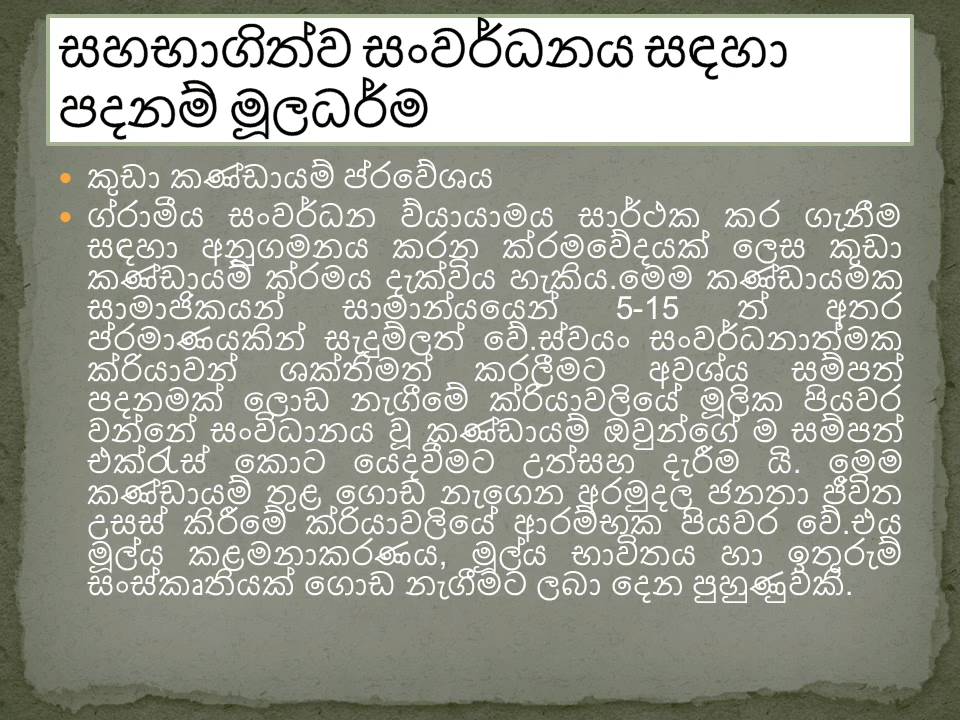 සහභාගිත්ව සංවර්ධනය සඳහා
පදනම් මූලධර්ම
• කුඩා කණ්ඩායම් ප්රවේශය
• ග්රාමීය සංවර්ධන ව්යායාමය සාර්ථක කර ගැනීම
සඳහා අනුගමනය කරන ක්රමවේදයක් ලෙස කුඩා
කණ්ඩායම් ක්රමය දැක්විය හැකිය.මෙම කණ්ඩායමක
සාමාජිකයන් සාමාන්යයෙන් 5-15 ත් අතර
ප්රමාණයකින් සැදුම්ලත් වේ.ස්වයං සංවර්ධනාත්මක
ක්රියාවන් ශක්තිමත් කරලීමට අවශ්ය සම්පත්
පදනමක් ලොඩ නැගීමේ ක්රියාවලියේ මූලික පියවර
වන්නේ සංවිධානය වූ කණ්ඩායම් ඔවුන්ගේ ම සම්පත්
එක්රැස් කොට යෙදවීමට උත්සහ දැරීම යි. මෙම
කණ්ඩායම් තුළ ගොඩ නැගෙන අරමුදල ජනතා ජීවිත
උසස් කිරීමේ ක්රියාවලියේ ආරම්භක පියවර වේ.එය
මූල්ය කළමනාකරණය, මූල්ය භාවිතය හා ඉතුරුම්
සංස්කෘතියක් ගොඩ නැගීමට ලබා දෙන පුහුණුවකි.